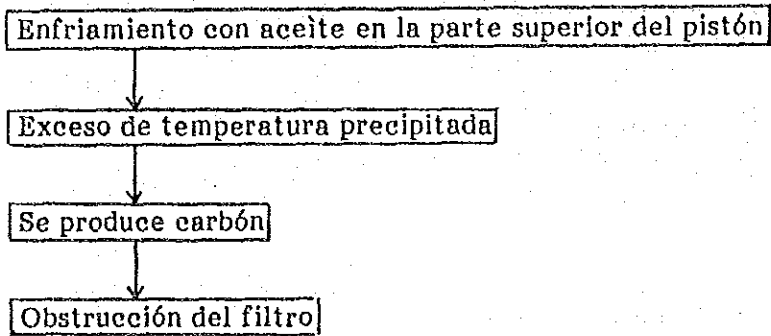 Enfriamiento con aceite en la parte superior del pistón
Exceso de temperatura precipitada
Se produce carbón
Obstrucción del filtro